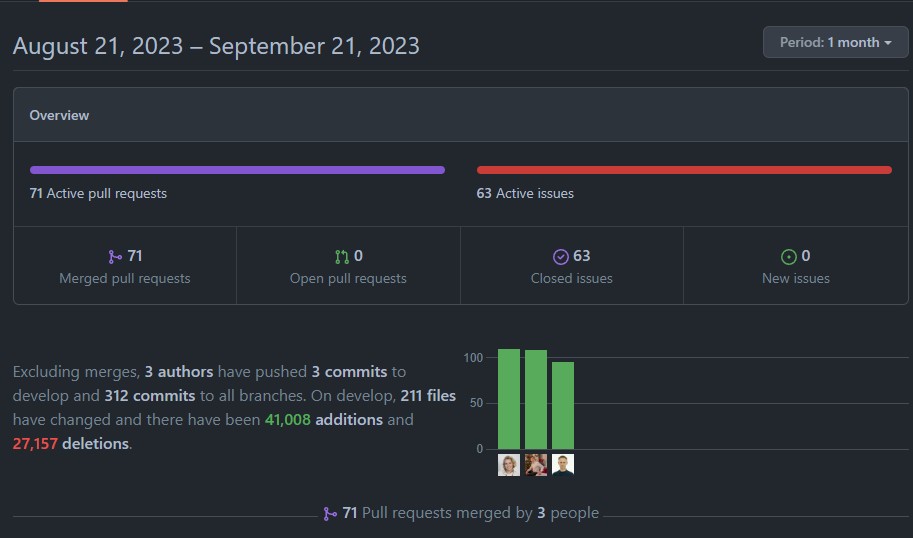 August 21, 2023 – September 21, 2023
Period: 1 month
Overview
71 Active pull requests
63 Active issues
71
Merged pull requests
0
Open pull requests
63
Closed issues
0
New issues
Excluding merges, 3 authors have pushed 3 commits to
develop and 312 commits to all branches. On develop, 211 files
have changed and there have been 41,008 additions and
27,157 deletions.
100
50
0
71 Pull requests merged by 3 people